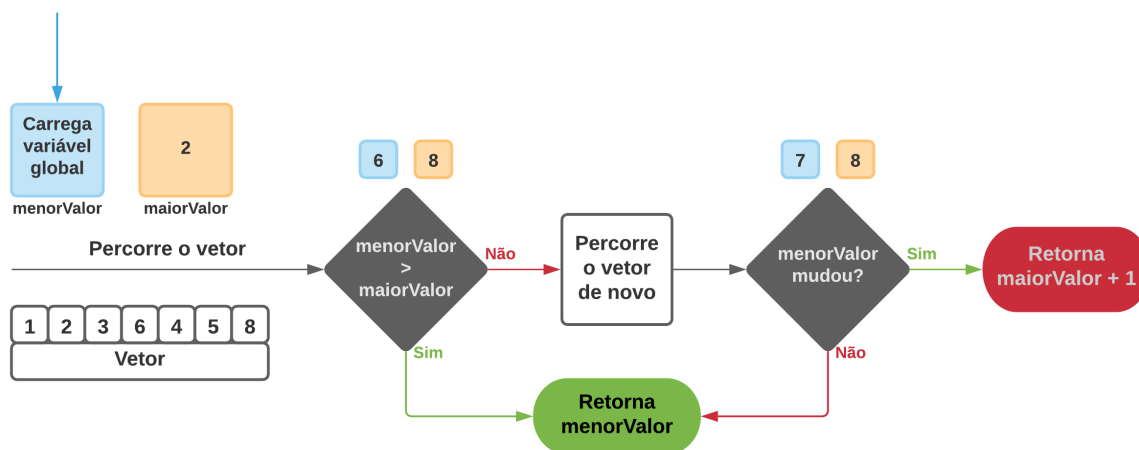 Carrega
variável
global
menorValor
2
maiorValor
Percorre o vetor
1 2 3 6 4 5 8
Vetor
6 8
menorValor
>
maiorValor
Não
Sim
Percorre
o vetor
de novo
7 8
menorValor
mudou?
Sim
Não
Retorna
maiorValor + 1
Retorna
menorValor